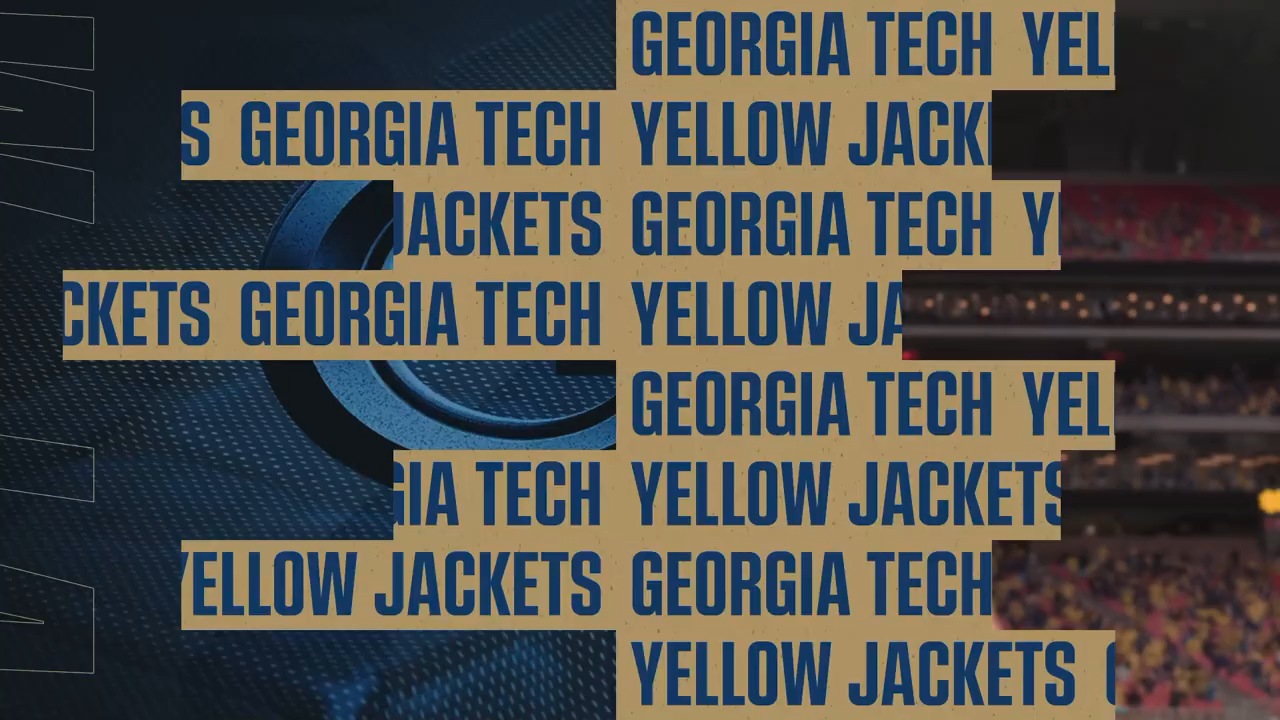 GEORGIA TECH YEL
S GEORGIA TECH YELLOW JACK
JACKETS GEORGIA TECH Y
CKETS GEORGIA TECH YELLOW JA
GEORGIA TECH YEL
GIA TECH YELLOW JACKETS
YELLOW JACKETS GEORGIA TECH
YELLOW JACKETS